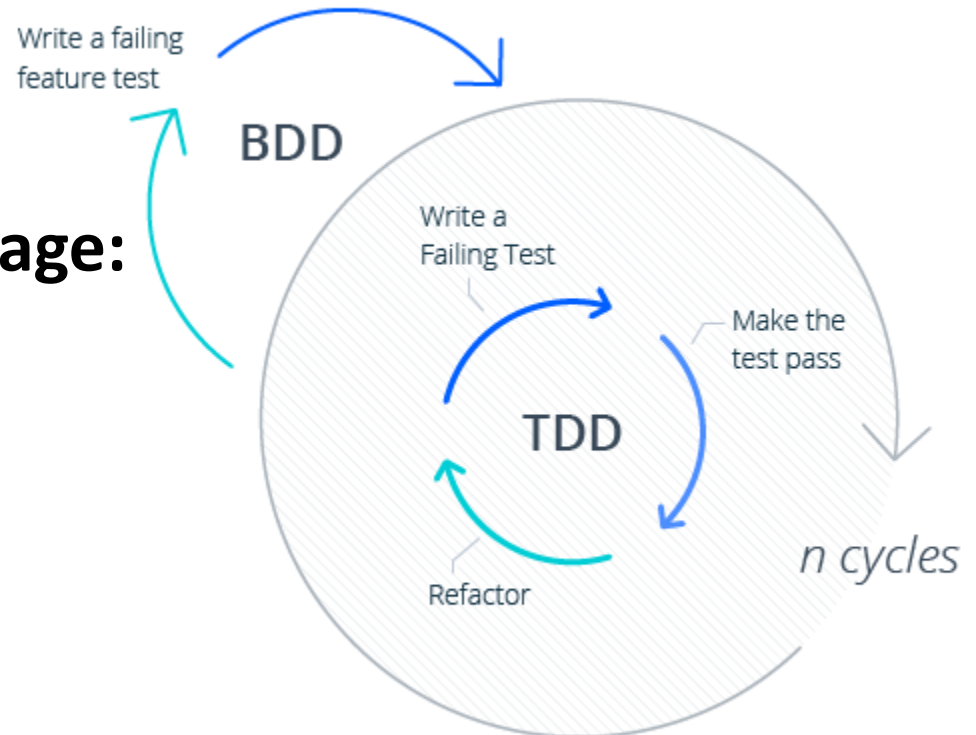 Write a failing
feature test
BDD
age:
Write a
Failing Test
Make the
test pass
TDD
n cycles
Refactor